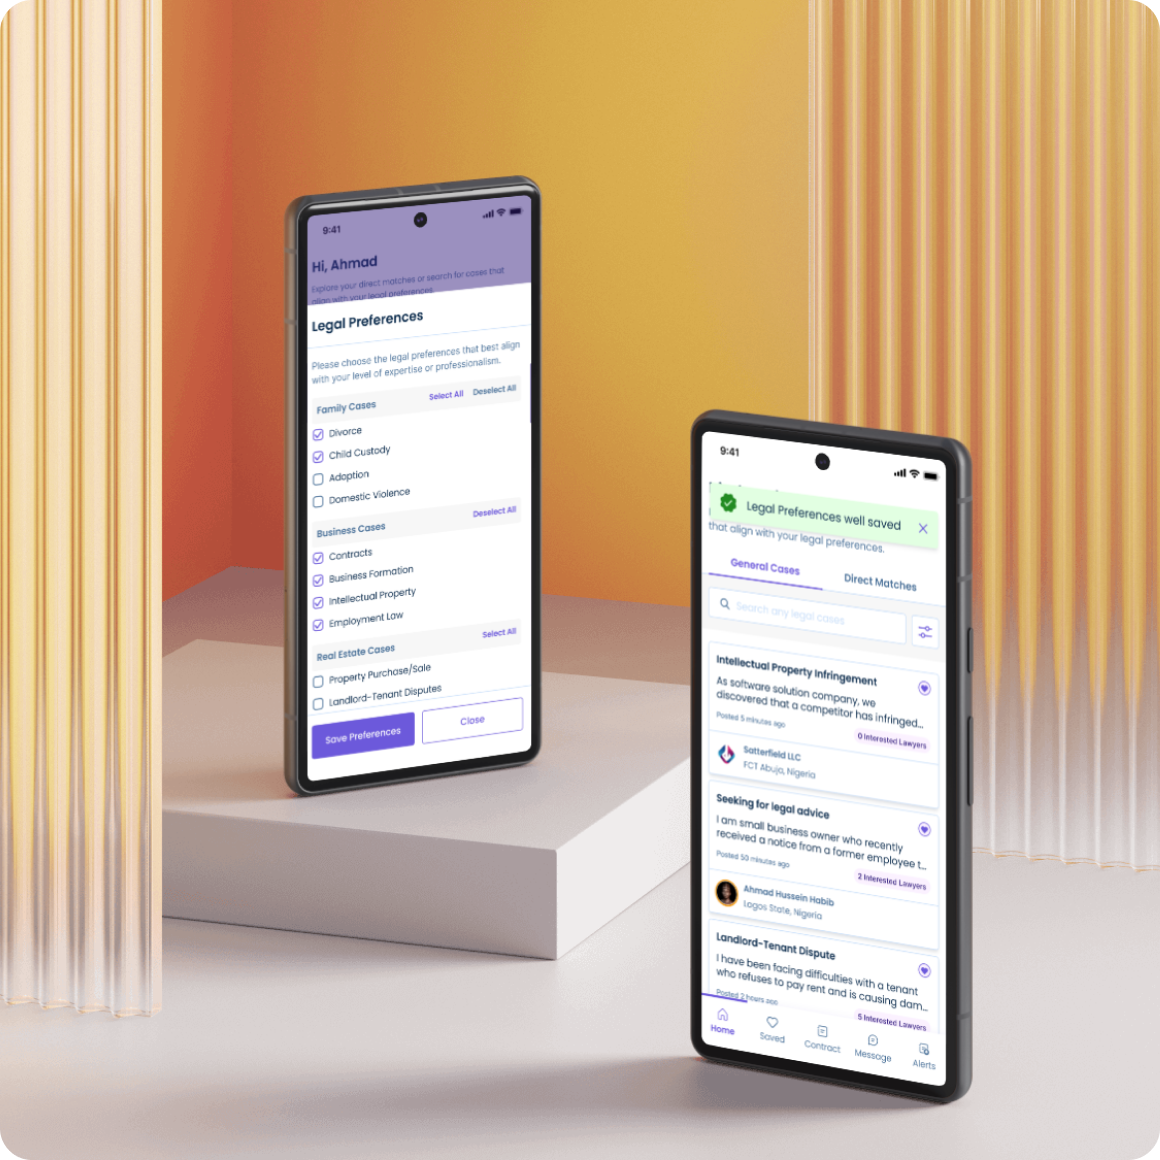 9:41
Hi, Ahmad
Explore your direct matches or search for cases that
align with your legal preferences.
Legal Preferences
Please choose the legal preferences that best align
with your level of expertise or professionalism.
Family Cases Select All Deselect All
Divorce
Child Custody
Adoption
Domestic Violence
Business Cases Deselect All
Contracts
Business Formation
Intellectual Property
Employment Law
Real Estate Cases Select All
Property Purchase/Sale
Landlord-Tenant Disputes
Save Preferences Close
9:41
Legal Preferences well saved
that align with your legal preferences.
General Cases Direct Matches
Search any legal cases
Intellectual Property Infringement
As software solution company, we
discovered that a competitor has infringed...
Posted 5 minutes ago
0 Interested Lawyers
Satterfield LLC
FCT Abuja, Nigeria
Seeking for legal advice
I am small business owner who recently
received a notice from a former employee t...
Posted 50 minutes ago
2 Interested Lawyers
Ahmad Hussein Habib
Lagos State, Nigeria
Landlord-Tenant Dispute
I have been facing difficulties with a tenant
who refuses to pay rent and is causing dam...
Posted 2 hours ago
5 Interested Lawyers
Home Saved Contract Message Alerts